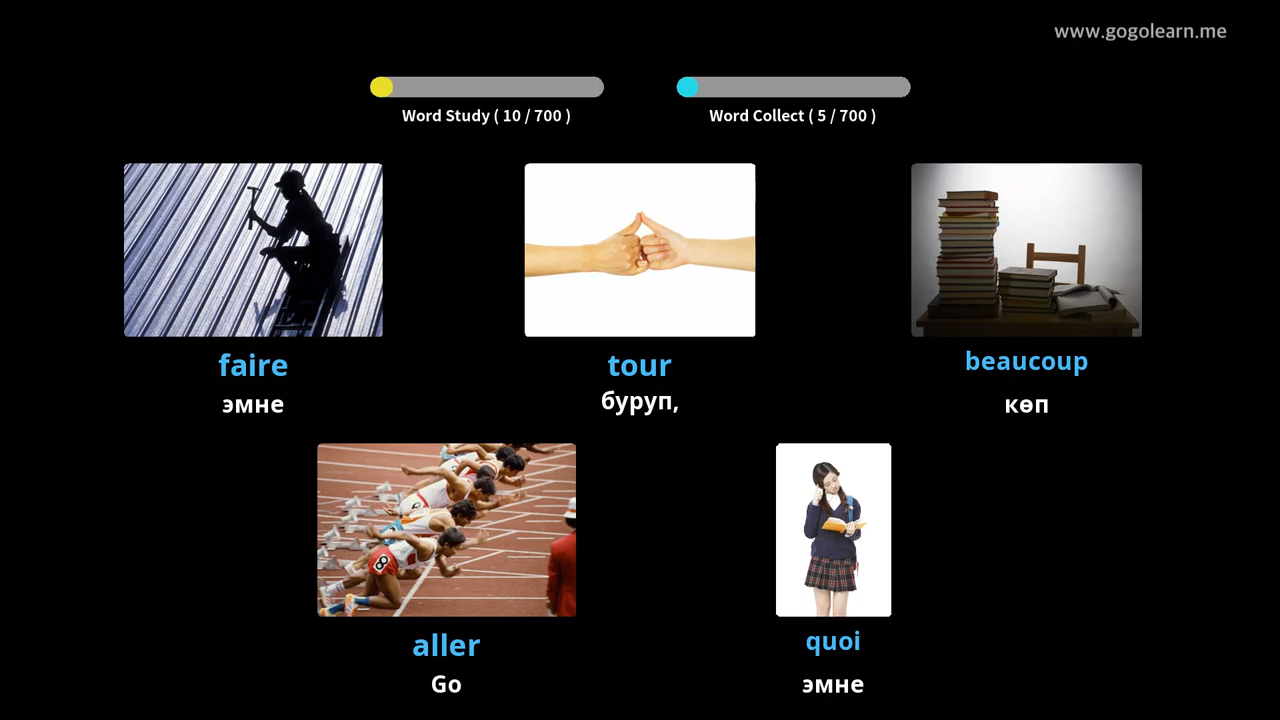 www.gogolearn.me
Word Study ( 10 / 700 )
Word Collect ( 5 / 700 )
faire
эмне
tour
буруп,
beaucoup
көп
aller
Go
quoi
эмне